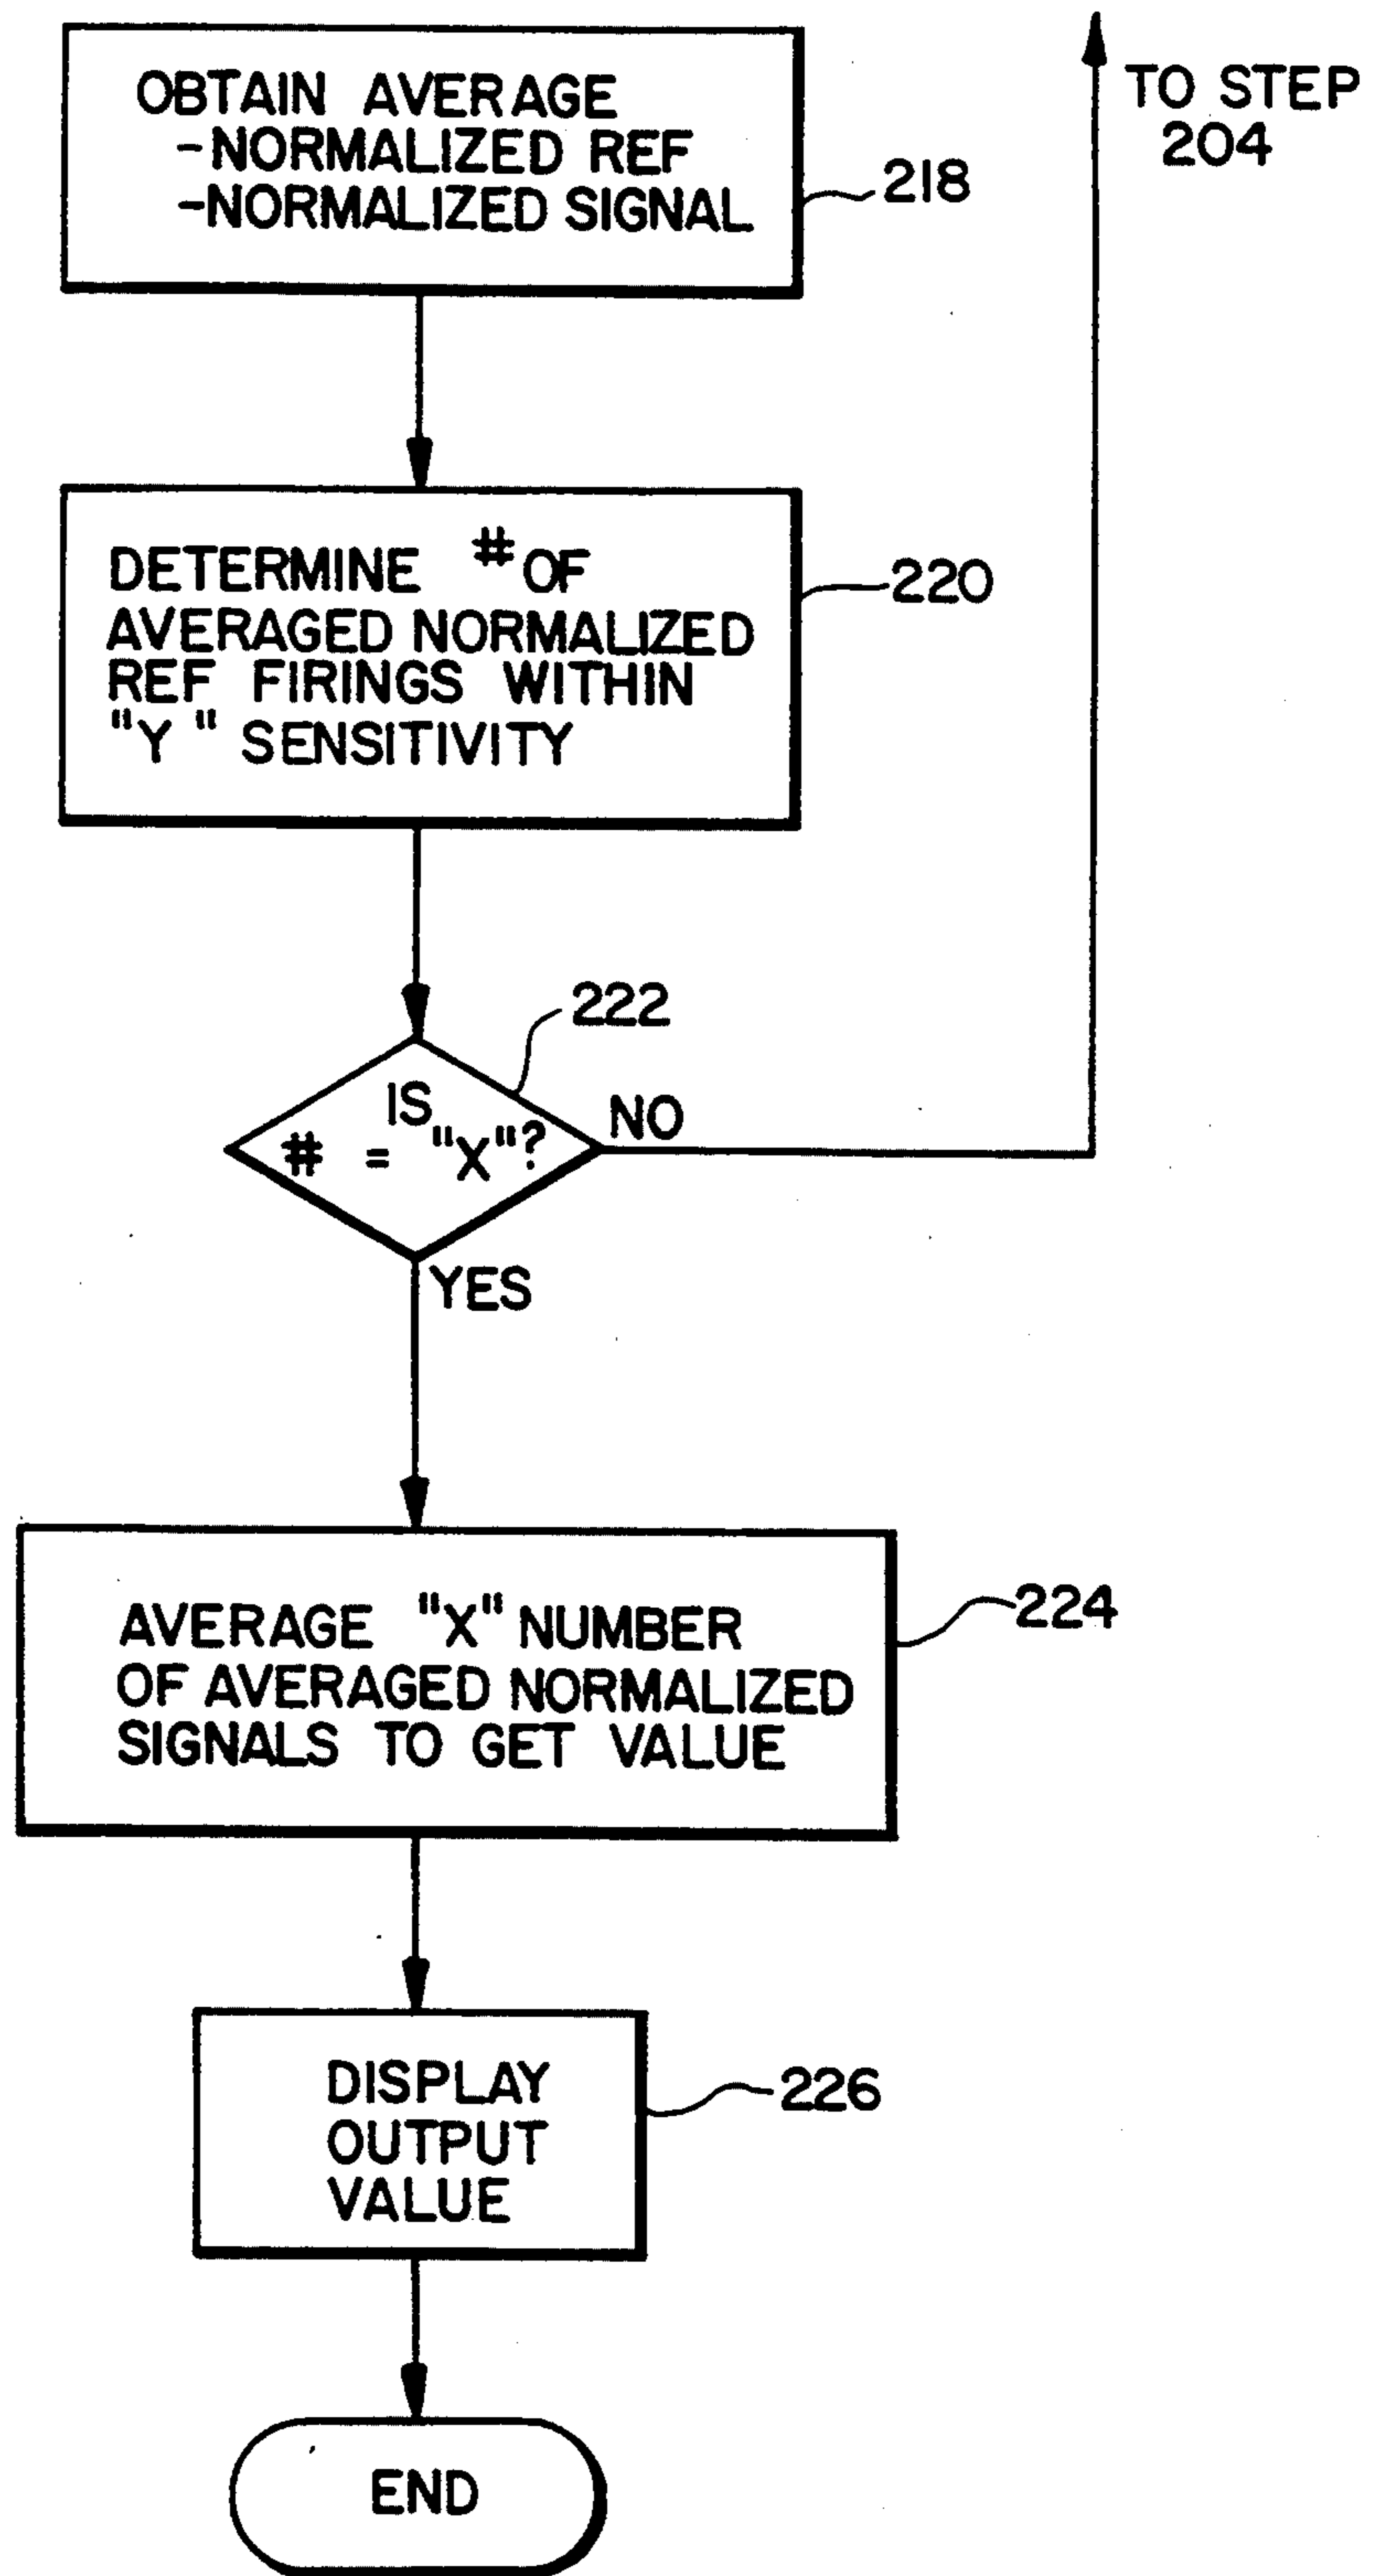 OBTAIN AVERAGE
-NORMALIZED REF
-NORMALIZED SIGNAL
218
TO STEP
204
DETERMINE # OF
AVERAGED NORMALIZED
REF FIRINGS WITHIN
"Y" SENSITIVITY
220
222
IS
# = "X"?
NO
YES
AVERAGE "X" NUMBER
OF AVERAGED NORMALIZED
SIGNALS TO GET VALUE
224
DISPLAY
OUTPUT
VALUE
226
END